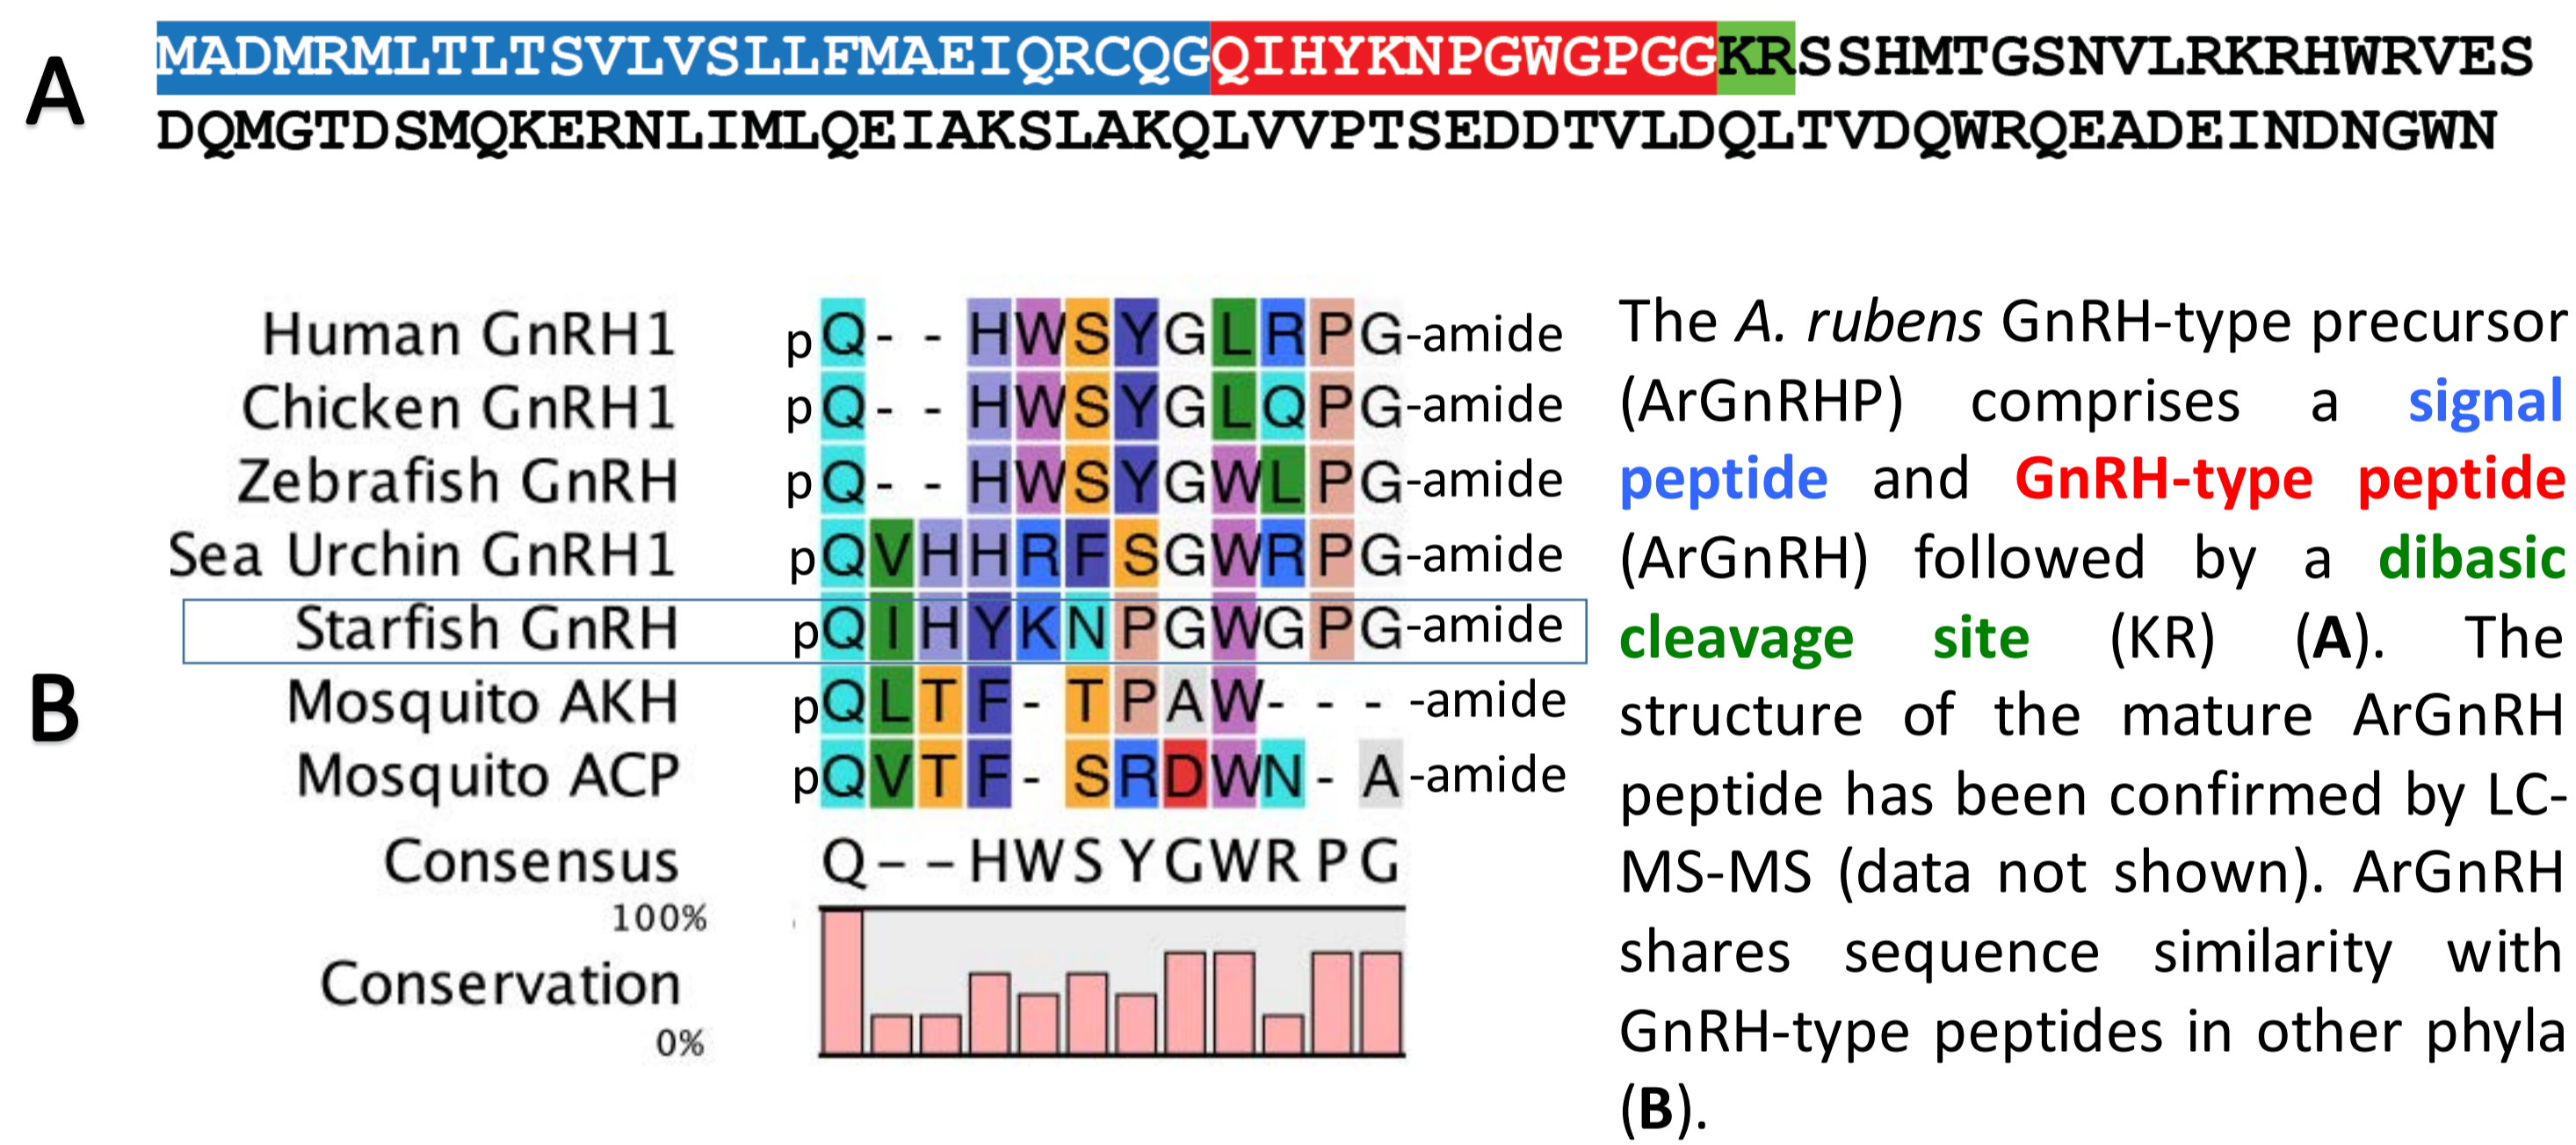 A
MADMRMLTLTSVLVSLLFMAEIQRCQGQIHYKNPGWGPGGKRSSHMTGSNVLRKRHWRVES
DQMGTDSMQKERNLIMLQEIAKSLAKQLVVPTSEDDTVLDQLTVDQWRQEADEINDNGWN
B
Human GnRH1 pQ--HWSYGLRPG-amide
Chicken GnRH1 pQ--HWSYGLQPG-amide
Zebrafish GnRH pQ--HWSYGWLPG-amide
Sea Urchin GnRH1 pQVHHRFSGWRPG-amide
Starfish GnRH pQIHYKNPGWGPG-amide
Mosquito AKH pQLTF-TPAW----amide
Mosquito ACP pQVTF-SRDWN-A-amide
Consensus Q--HWSYGWRPG
100%
Conservation
0%
The A. rubens GnRH-type precursor
(ArGnRHP) comprises a signal
peptide and GnRH-type peptide
(ArGnRH) followed by a dibasic
cleavage site (KR) (A). The
structure of the mature ArGnRH
peptide has been confirmed by LC-
MS-MS (data not shown). ArGnRH
shares sequence similarity with
GnRH-type peptides in other phyla
(B).